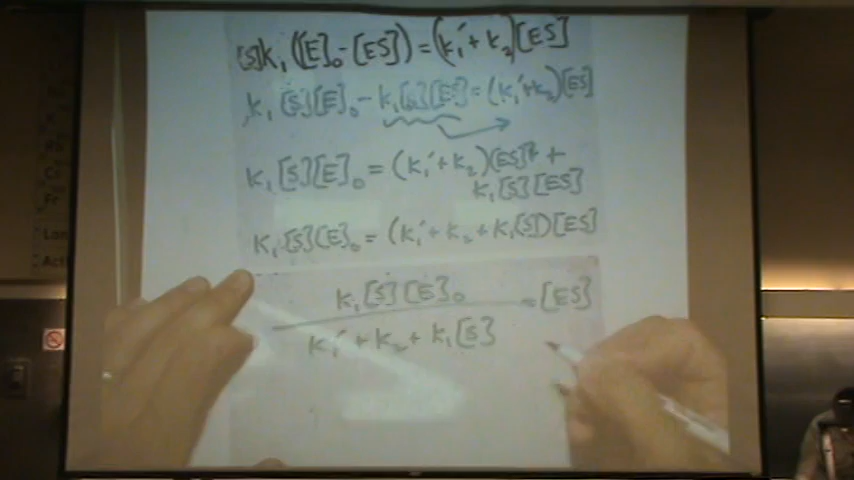 [S]k₁([E]₀-[ES])=(k₁'+k₂)[ES]
k₁[S][E]₀-k₁[S][ES]=(k₁'+k₂)[ES]
k₁[S][E]₀=(k₁'+k₂)[ES]+
k₁[S][ES]
k₁[S][E]₀=(k₁'+k₂+k₁[S])[ES]
k₁[S][E]₀
=[ES]
k₁'+k₂+k₁[S]